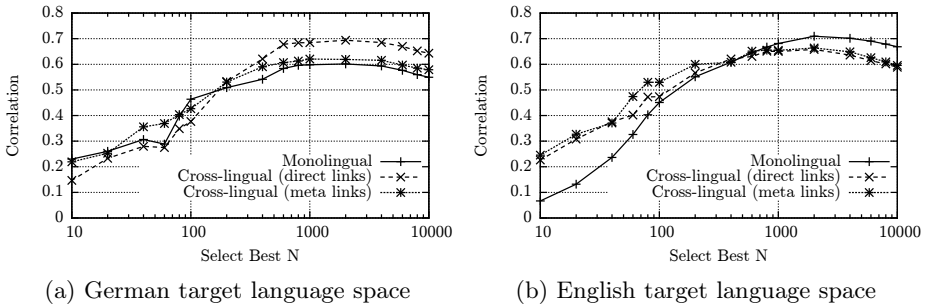 0.8
0.7
0.6
0.5
0.4
0.3
0.2
0.1
0
Correlation
Monolingual
Cross-lingual (direct links)
Cross-lingual (meta links)
10 100 1000 10000
Select Best N
(a) German target language space
0.8
0.7
0.6
0.5
0.4
0.3
0.2
0.1
0
Correlation
Monolingual
Cross-lingual (direct links)
Cross-lingual (meta links)
10 100 1000 10000
Select Best N
(b) English target language space